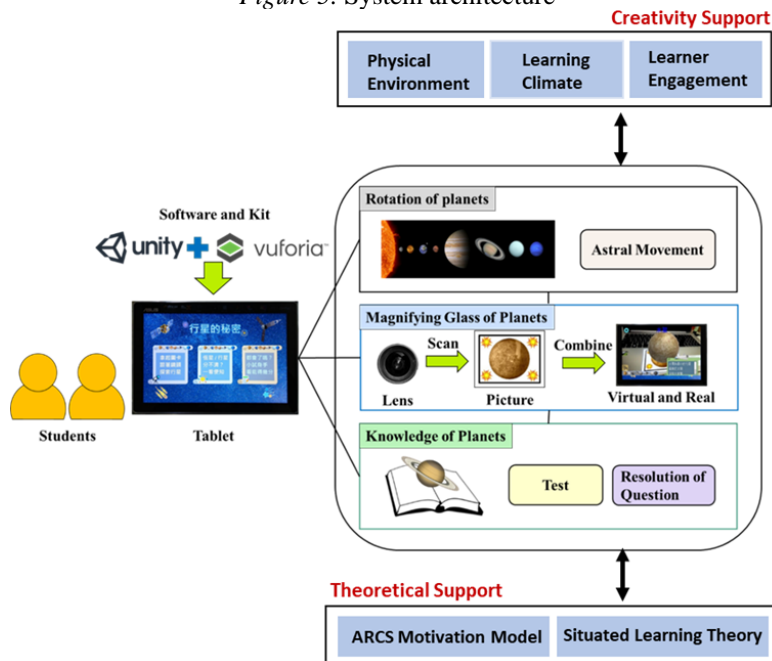 Figure 3. System architecture
Creativity Support
Physical
Environment
Learning
Climate
Learner
Engagement
Software and Kit
unity
vuforia™
行星的秘密
Students
Tablet
Rotation of planets
Astral Movement
Magnifying Glass of Planets
Scan
Combine
Lens
Picture
Virtual and Real
Knowledge of Planets
Test
Resolution of
Question
Theoretical Support
ARCS Motivation Model
Situated Learning Theory